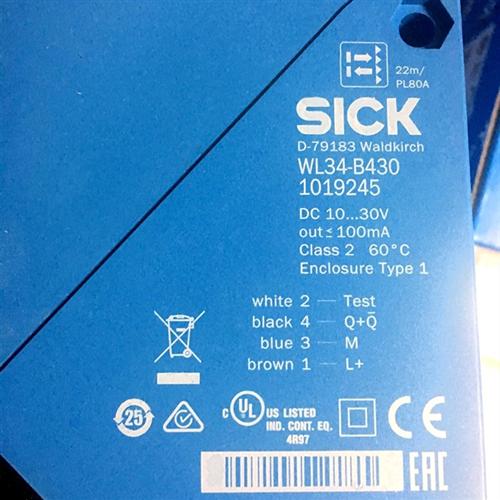 22m/
PL80A
SICK
D-79183 Waldkirch
WL34-B430
1019245
DC 10...30V
out≤100mA
Class 2 60°C
Enclosure Type 1
white 2 — Test
black 4 — Q+Q̄
blue 3 — M
brown 1 — L+
25
C UL US LISTED
IND. CONT. EQ.
4R97
CE
EAC